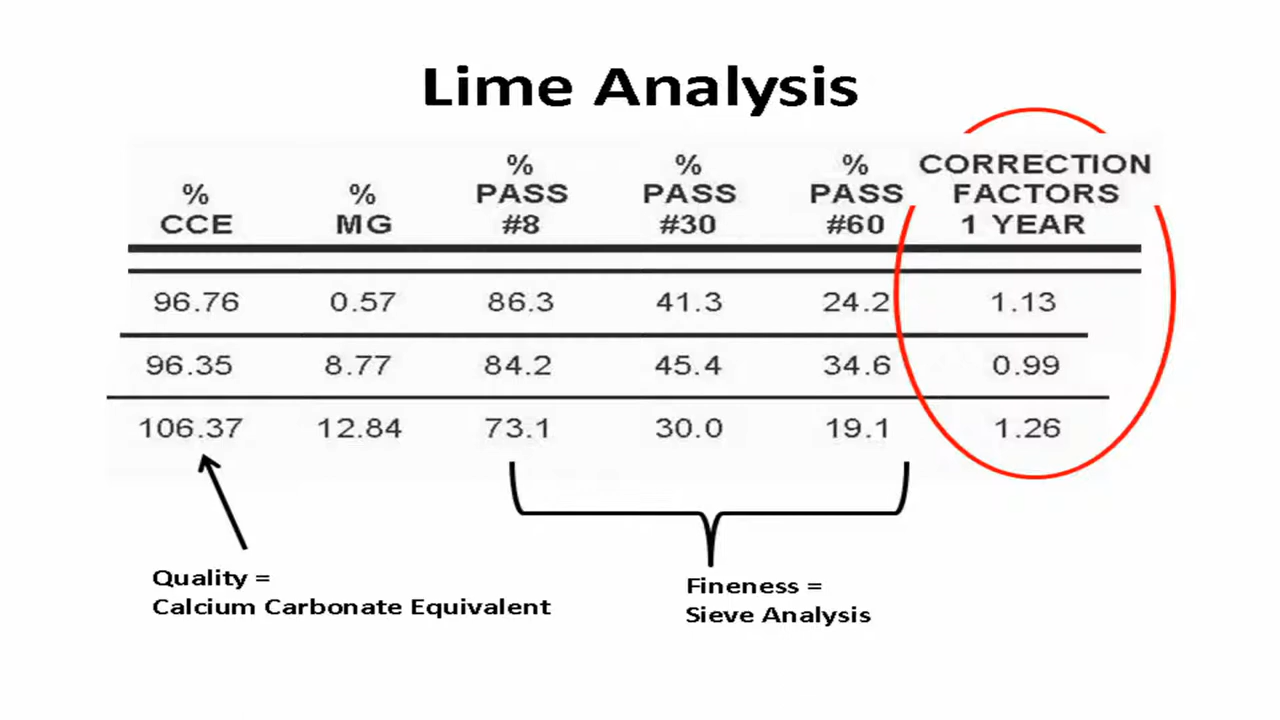 Lime Analysis
% CCE % MG % PASS #8 % PASS #30 % PASS #60 CORRECTION FACTORS 1 YEAR
96.76 0.57 86.3 41.3 24.2 1.13
96.35 8.77 84.2 45.4 34.6 0.99
106.37 12.84 73.1 30.0 19.1 1.26
Quality =
Calcium Carbonate Equivalent
Fineness =
Sieve Analysis